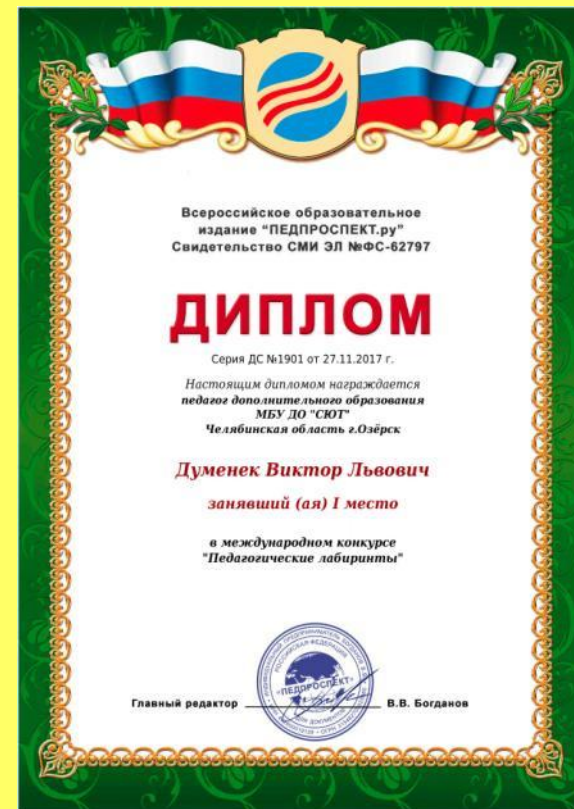 Всероссийское образовательное
издание "ПЕДПРОСПЕКТ.ру"
Свидетельство СМИ ЭЛ №ФС-62797
ДИПЛОМ
Серия ДС №1901 от 27.11.2017 г.
Настоящим дипломом награждается
педагог дополнительного образования
МБУ ДО "СЮТ"
Челябинская область г.Озёрск
Думенек Виктор Львович
занявший (ая) I место
в международном конкурсе
"Педагогические лабиринты"
РОССИЙСКАЯ ФЕДЕРАЦИЯ
«ПЕДПРОСПЕКТ»
Главный редактор
В.В. Богданов